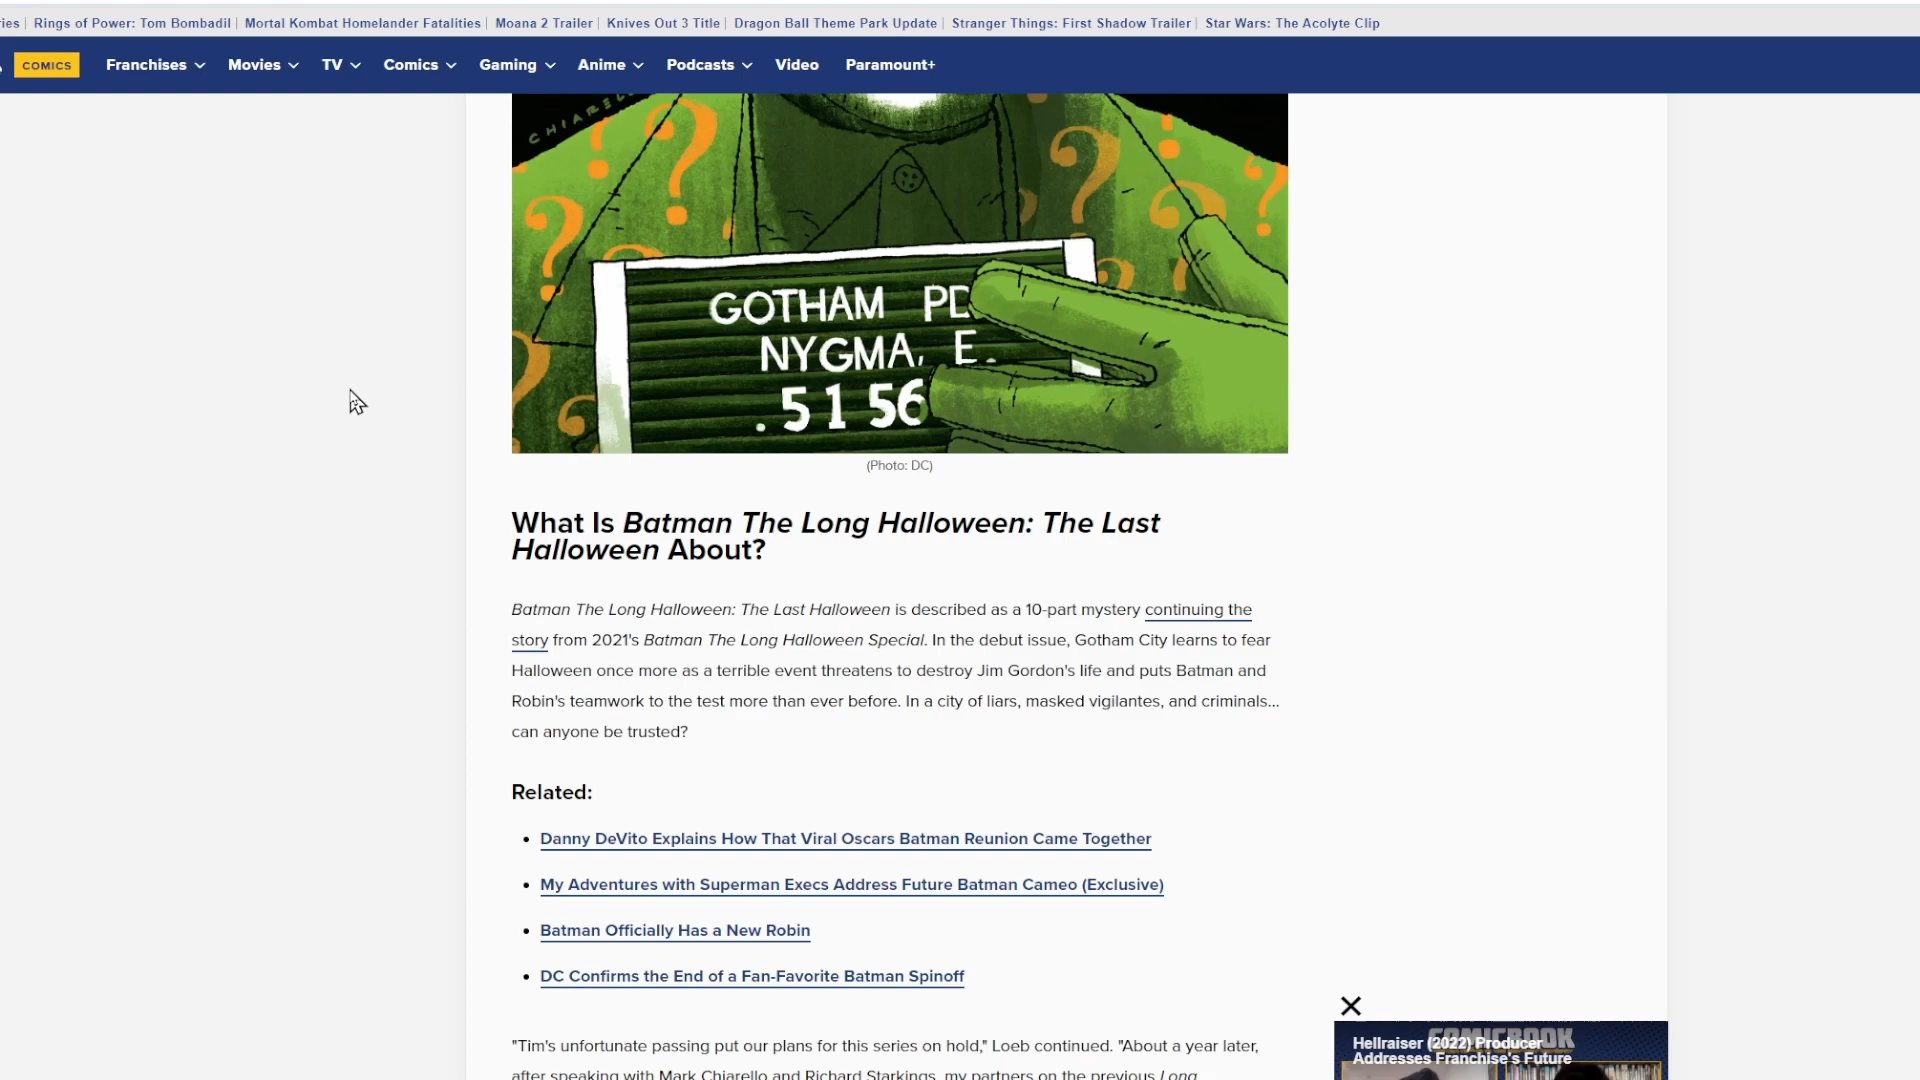 ies | Rings of Power: Tom Bombadil | Mortal Kombat Homelander Fatalities | Moana 2 Trailer | Knives Out 3 Title | Dragon Ball Theme Park Update | Stranger Things: First Shadow Trailer | Star Wars: The Acolyte Clip
COMICS Franchises Movies TV Comics Gaming Anime Podcasts Video Paramount+
CHIAREL
GOTHAM PD
NYGMA, E.
.5156
(Photo: DC)
What Is Batman The Long Halloween: The Last
Halloween About?
Batman The Long Halloween: The Last Halloween is described as a 10-part mystery continuing the
story from 2021's Batman The Long Halloween Special. In the debut issue, Gotham City learns to fear
Halloween once more as a terrible event threatens to destroy Jim Gordon's life and puts Batman and
Robin's teamwork to the test more than ever before. In a city of liars, masked vigilantes, and criminals...
can anyone be trusted?
Related:
• Danny DeVito Explains How That Viral Oscars Batman Reunion Came Together
• My Adventures with Superman Execs Address Future Batman Cameo (Exclusive)
• Batman Officially Has a New Robin
• DC Confirms the End of a Fan-Favorite Batman Spinoff
"Tim's unfortunate passing put our plans for this series on hold," Loeb continued. "About a year later,
after speaking with Mark Chiarello and Richard Starkings, my partners on the previous Long
COMICBOOK
Hellraiser (2022) Producer
Addresses Franchise's Future